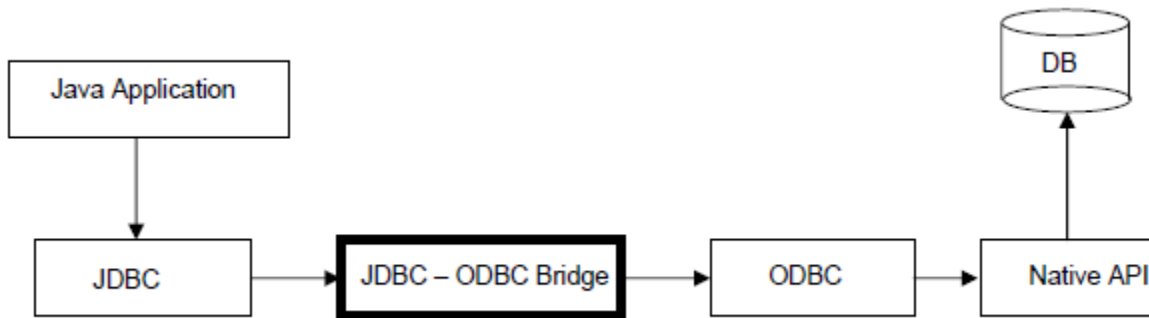 DB
Java Application
JDBC
JDBC – ODBC Bridge
ODBC
Native API